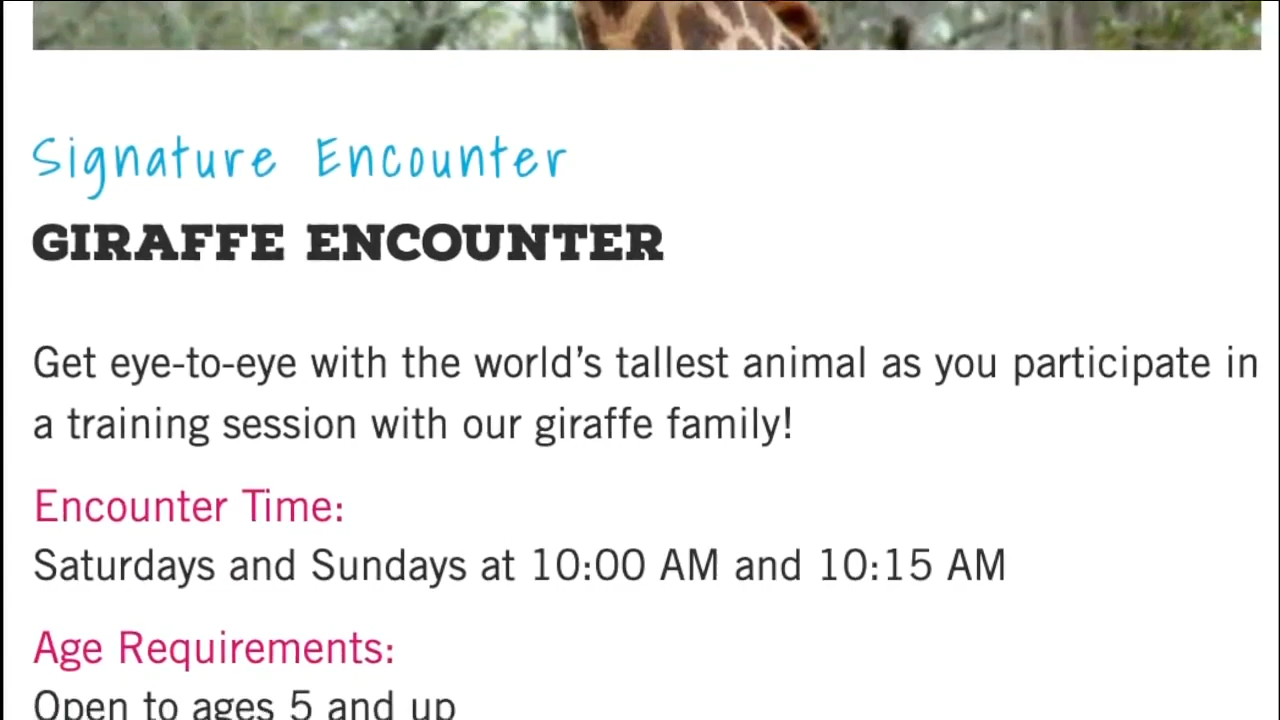 Signature Encounter
GIRAFFE ENCOUNTER
Get eye-to-eye with the world’s tallest animal as you participate in
a training session with our giraffe family!
Encounter Time:
Saturdays and Sundays at 10:00 AM and 10:15 AM
Age Requirements:
Open to ages 5 and up